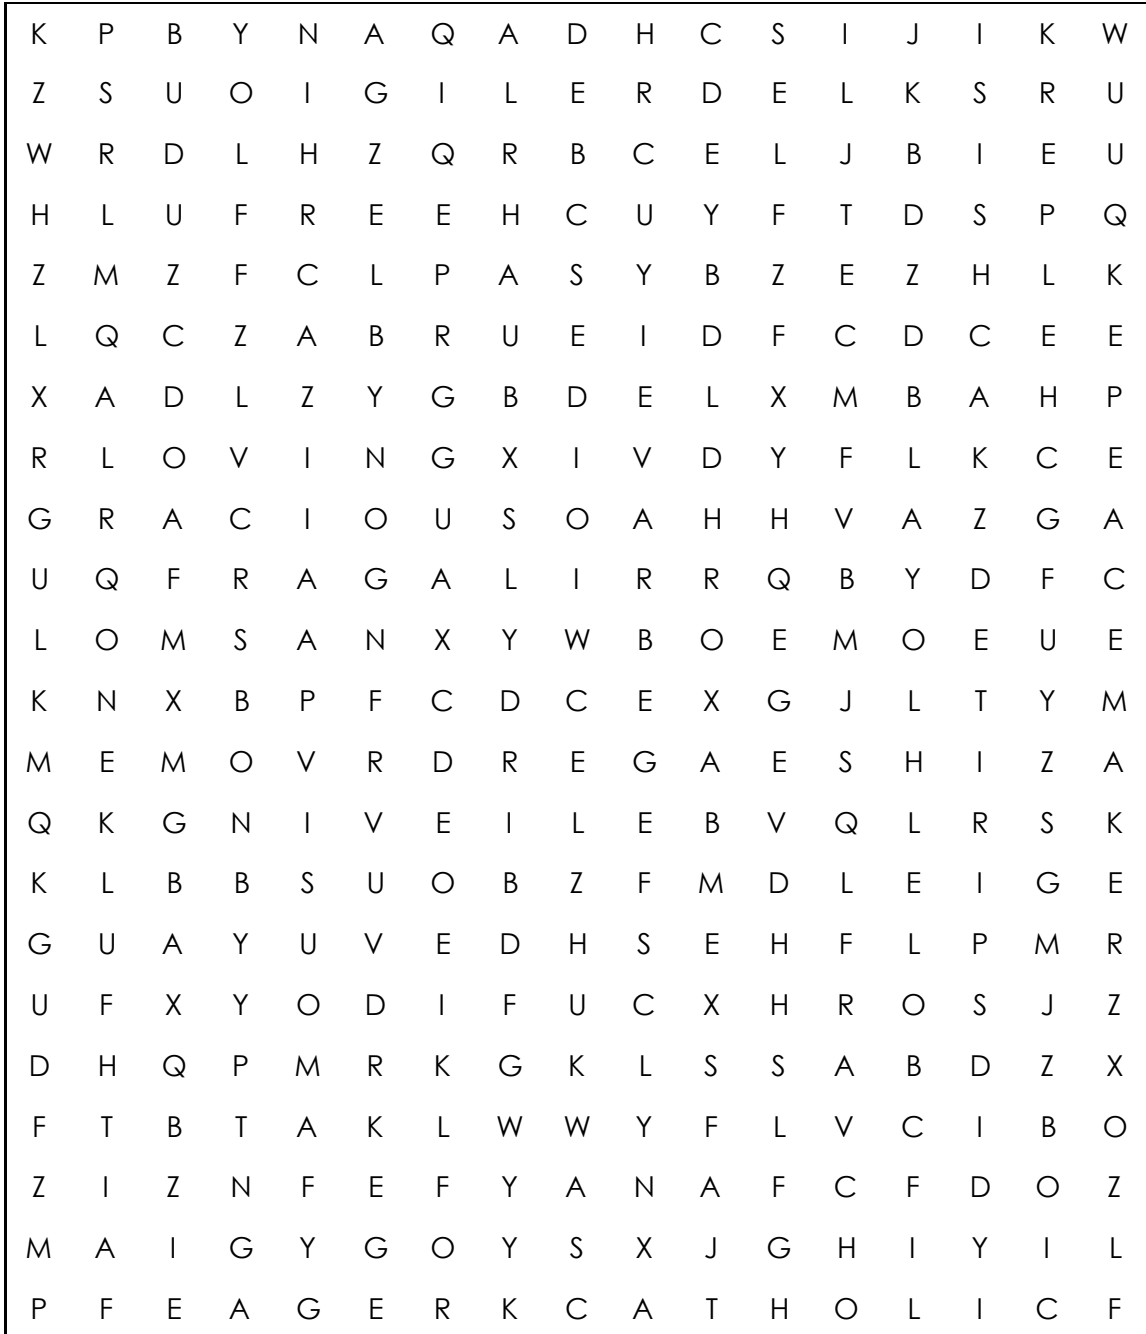 K P B Y N A Q A D H C S I J I K W
Z S U O I G I L E R D E L K S R U
W R D L H Z Q R B C E L J B I E U
H L U F R E E H C U Y F T D S P Q
Z M Z F C L P A S Y B Z E Z H L K
L Q C Z A B R U E I D F C D C E E
X A D L Z Y G B D E L X M B A H P
R L O V I N G X I V D Y F L K C E
G R A C I O U S O A H H V A Z G A
U Q F R A G A L I R R Q B Y D F C
L O M S A N X Y W B O E M O E U E
K N X B P F C D C E X G J L T Y M
M E M O V R D R E G A E S H I Z A
Q K G N I V E I L E B V Q L R S K
K L B B S U O B Z F M D L E I G E
G U A Y U V E D H S E H F L P M R
U F X Y O D I F U C X H R O S J Z
D H Q P M R K G K L S S A B D Z X
F T B T A K L W W Y F L V C I B O
Z I Z N F E F Y A N A F C F D O Z
M A I G Y G O Y S X J G H I Y I L
P F E A G E R K C A T H O L I C F